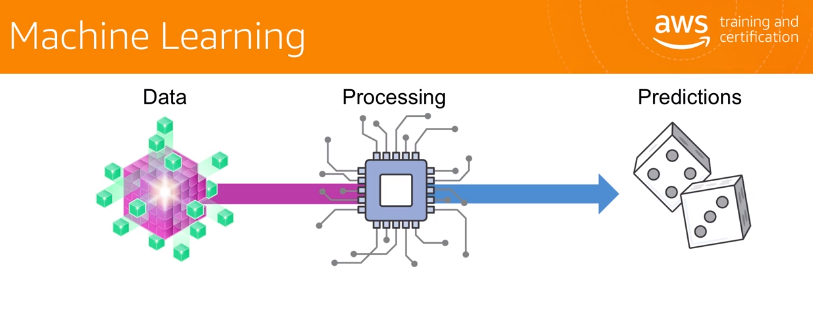 Machine Learning
aws training and
certification
Data
Processing
Predictions